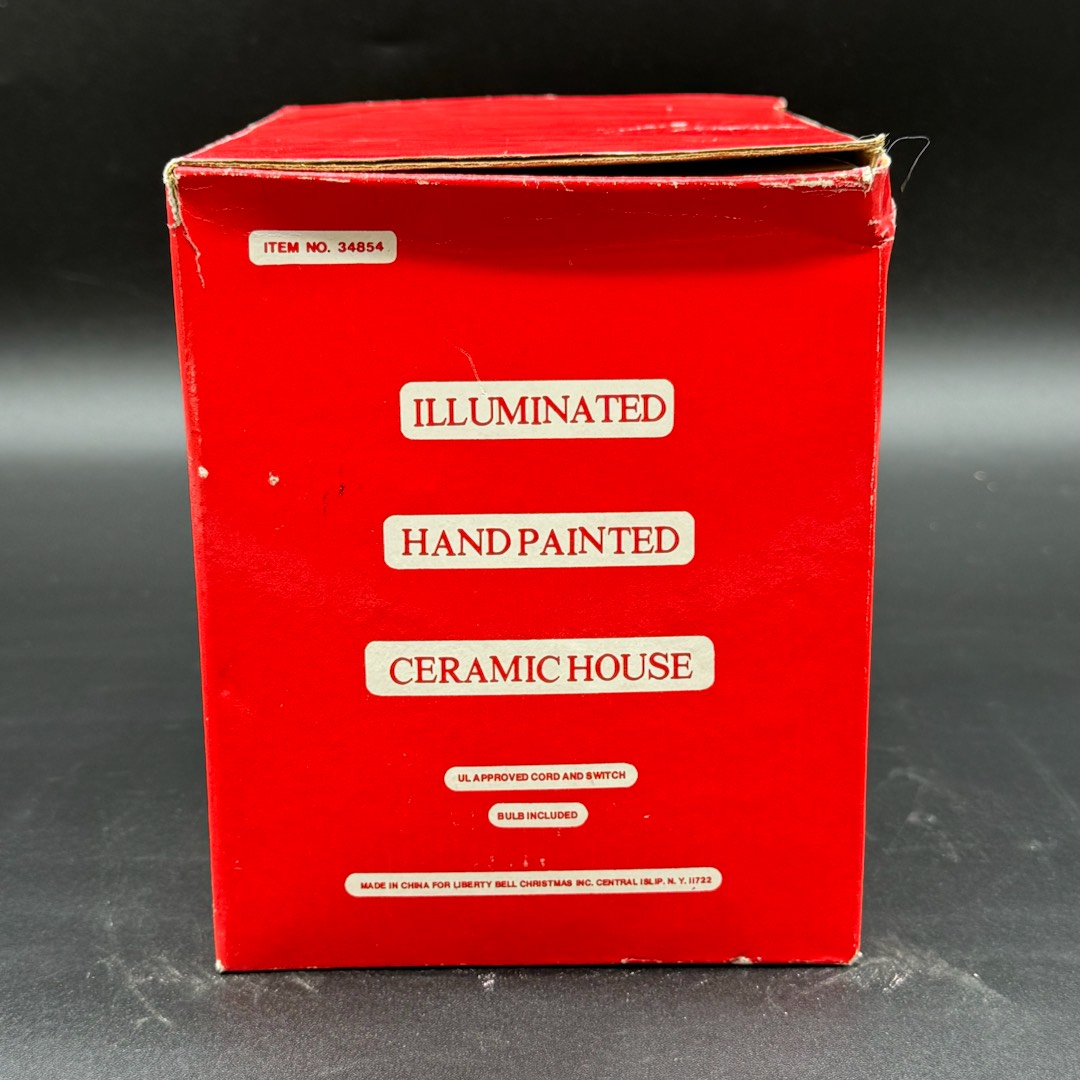 ITEM NO. 34854
ILLUMINATED
HAND PAINTED
CERAMIC HOUSE
UL APPROVED CORD AND SWITCH
BULB INCLUDED
MADE IN CHINA FOR LIBERTY BELL CHRISTMAS INC. CENTRAL ISLIP, N. Y. 11722